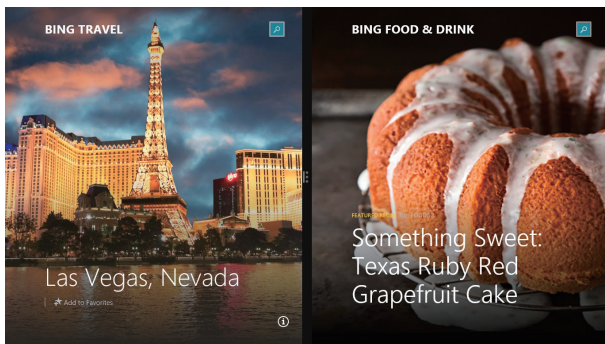 BING TRAVEL
Las Vegas, Nevada
Add to Favorites
BING FOOD & DRINK
Something Sweet:
Texas Ruby Red
Grapefruit Cake